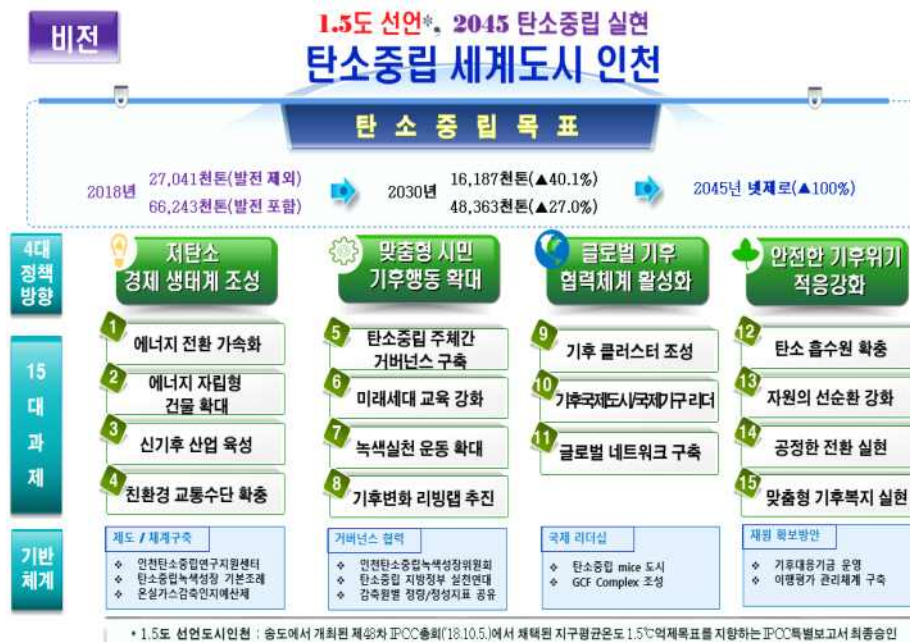 비전
1.5도 선언*, 2045 탄소중립 실현
탄소중립 세계도시 인천
탄 소 중 립 목 표
2018년
27,041천톤(발전 제외)
66,243천톤(발전 포함)
2030년
16,187천톤(▲40.1%)
48,363천톤(▲27.0%)
2045년 넷제로(▲100%)
4대
정책
방향
저탄소
경제 생태계 조성
맞춤형 시민
기후행동 확대
글로벌 기후
협력체계 활성화
안전한 기후위기
적응강화
15
대
과
제
1
에너지 전환 가속화
2
에너지 자립형
건물 확대
3
신기후 산업 육성
4
친환경 교통수단 확충
5
탄소중립 주체간
거버넌스 구축
6
미래세대 교육 강화
7
녹색실천 운동 확대
8
기후변화 리빙랩 추진
9
기후 클러스터 조성
10
기후국제도시/국제기구 리더
11
글로벌 네트워크 구축
12
탄소 흡수원 확충
13
자원의 선순환 강화
14
공정한 전환 실현
15
맞춤형 기후복지 실현
기반
체계
제도 / 체계구축
❖ 인천탄소중립연구지원센터
❖ 탄소중립녹색성장 기본조례
❖ 온실가스감축인지예산제
거버넌스 협력
❖ 인천탄소중립녹색성장위원회
❖ 탄소중립 지방정부 실천연대
❖ 감축원별 정량/정성지표 공유
국제 리더십
❖ 탄소중립 mice 도시
❖ GCF Complex 조성
재원 확보방안
❖ 기후대응기금 운영
❖ 이행평가 관리체계 구축
* 1.5도 선언도시인천 : 송도에서 개최된 제48차 IPCC총회('18.10.5.)에서 채택된 지구평균온도 1.5℃억제목표를 지향하는 IPCC특별보고서 최종승인